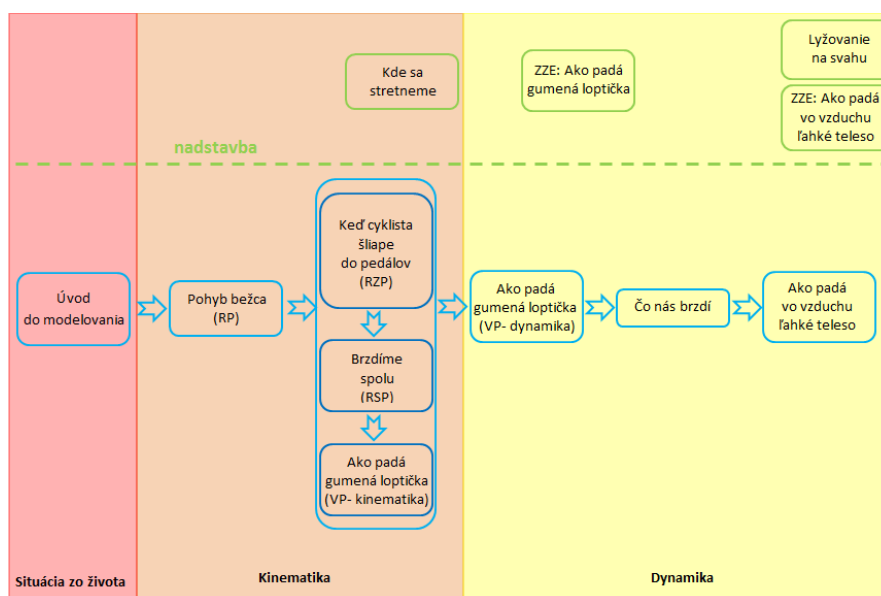 Kde sa
stretneme
ZZE: Ako padá
gumená loptička
Lyžovanie
na svahu
ZZE: Ako padá
vo vzduchu
ľahké teleso
nadstavba
Úvod
do modelovania
Pohyb bežca
(RP)
Keď cyklista
šliape
do pedálov
(RZP)
Brzdíme
spolu
(RSP)
Ako padá
gumená loptička
(VP- kinematika)
Ako padá
gumená loptička
(VP- dynamika)
Čo nás brzdí
Ako padá
vo vzduchu
ľahké teleso
Situácia zo života
Kinematika
Dynamika